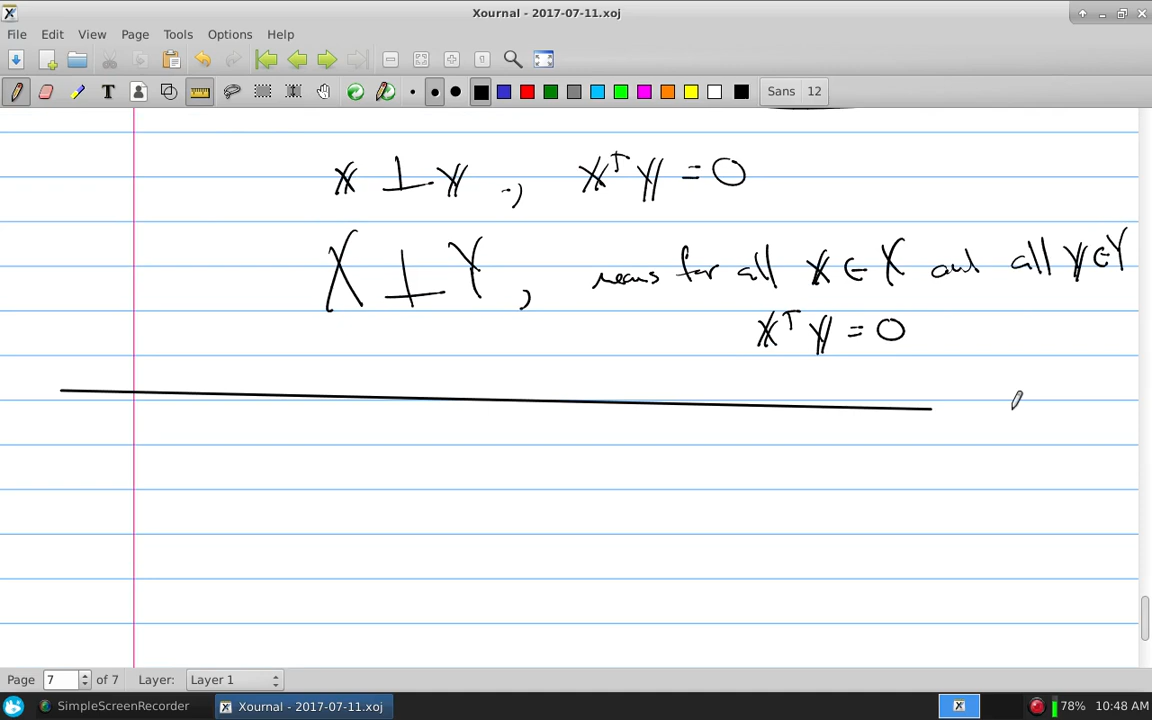 Xournal - 2017-07-11.xoj
File Edit View Page Tools Options Help
Sans 12
x ⊥ y , xᵀy = 0
X ⊥ Y , means for all x ∈ X and all y ∈ Y
xᵀy = 0
Page 7 of 7 Layer: Layer 1
SimpleScreenRecorder Xournal - 2017-07-11.xoj 78% 10:48 AM